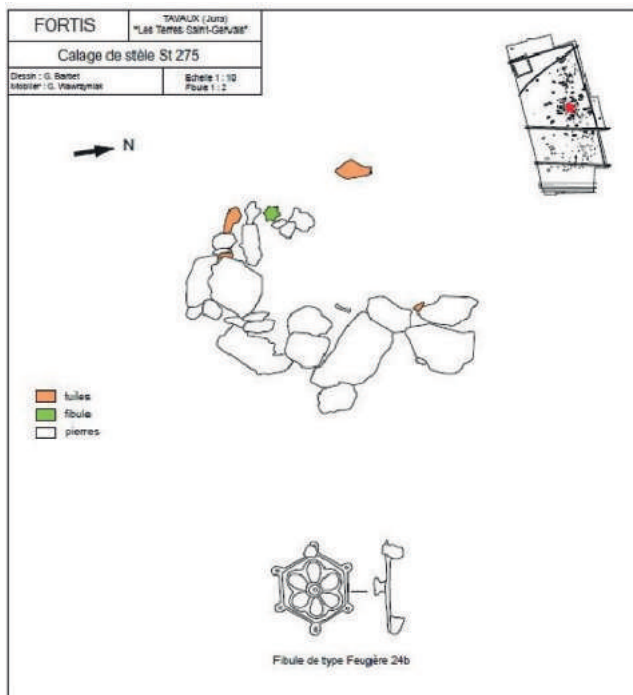 FORTIS
TAVAUX (Jura)
"Les Terres Saint-Gervais"
Calage de stèle St 275
Dessin : G. Barbet
Mobilier : G. Wawrzyniak
Echelle 1 : 10
Fibule 1 : 2
N
tuiles
fibule
pierres
Fibule de type Feugère 24b